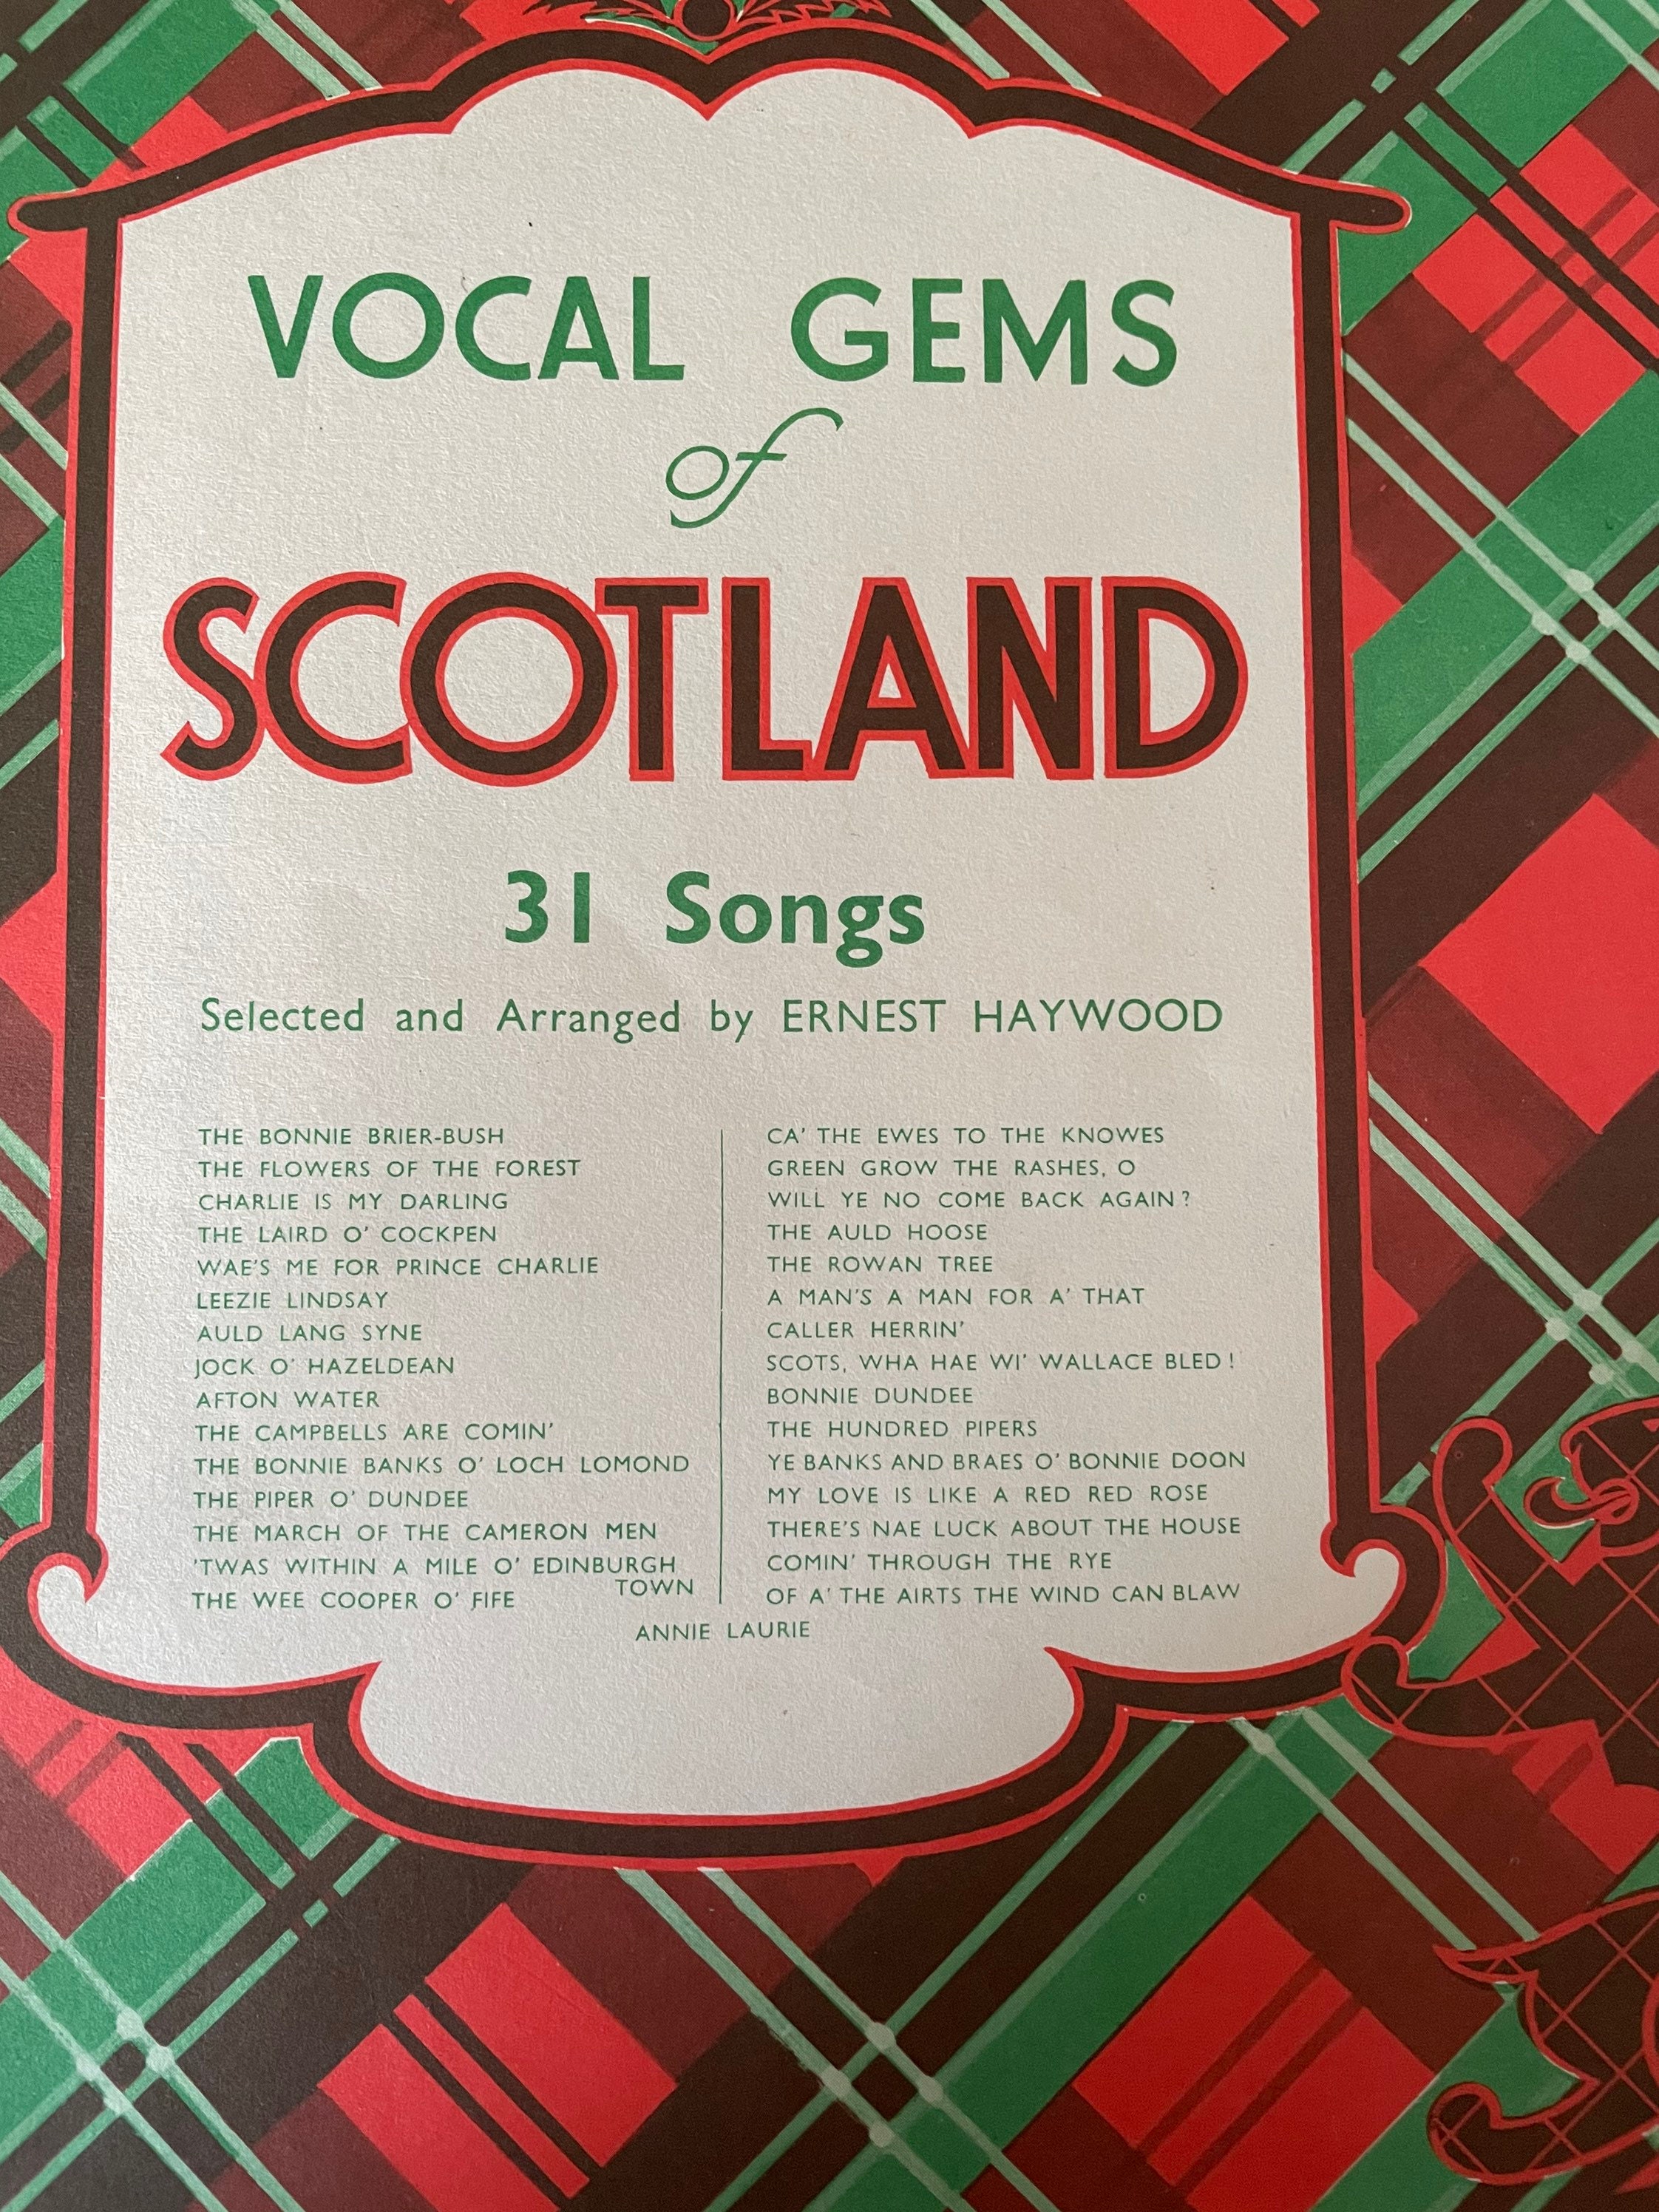 VOCAL GEMS
of
SCOTLAND
31 Songs
Selected and Arranged by ERNEST HAYWOOD
THE BONNIE BRIER-BUSH
THE FLOWERS OF THE FOREST
CHARLIE IS MY DARLING
THE LAIRD O' COCKPEN
WAE'S ME FOR PRINCE CHARLIE
LEEZIE LINDSAY
AULD LANG SYNE
JOCK O' HAZELDEAN
AFTON WATER
THE CAMPBELLS ARE COMIN'
THE BONNIE BANKS O' LOCH LOMOND
THE PIPER O' DUNDEE
THE MARCH OF THE CAMERON MEN
'TWAS WITHIN A MILE O' EDINBURGH
TOWN
THE WEE COOPER O' FIFE
CA' THE EWES TO THE KNOWES
GREEN GROW THE RASHES, O
WILL YE NO COME BACK AGAIN?
THE AULD HOOSE
THE ROWAN TREE
A MAN'S A MAN FOR A' THAT
CALLER HERRIN'
SCOTS, WHA HAE WI' WALLACE BLED!
BONNIE DUNDEE
THE HUNDRED PIPERS
YE BANKS AND BRAES O' BONNIE DOON
MY LOVE IS LIKE A RED RED ROSE
THERE'S NAE LUCK ABOUT THE HOUSE
COMIN' THROUGH THE RYE
OF A' THE AIRTS THE WIND CAN BLAW
ANNIE LAURIE